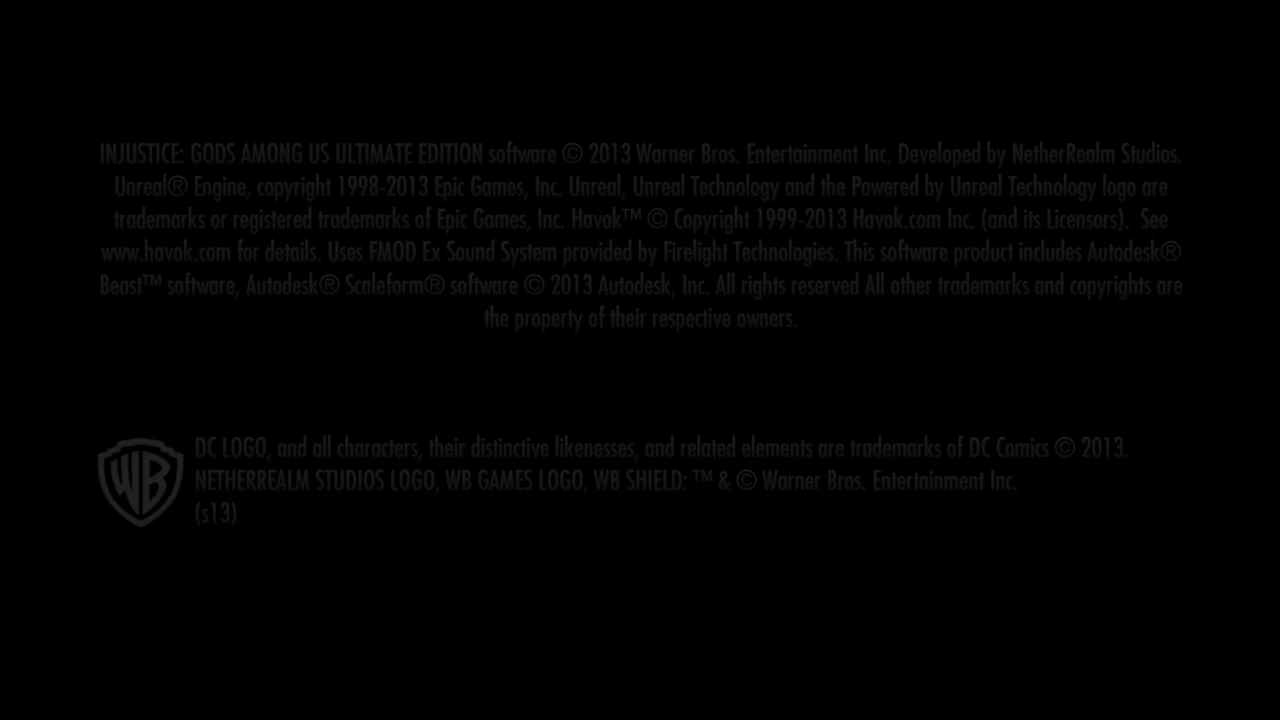 INJUSTICE: GODS AMONG US ULTIMATE EDITION software © 2013 Warner Bros. Entertainment Inc. Developed by NetherRealm Studios.
Unreal® Engine, copyright 1998-2013 Epic Games, Inc. Unreal, Unreal Technology and the Powered by Unreal Technology logo are
trademarks or registered trademarks of Epic Games, Inc. Havok™ © Copyright 1999-2013 Havok.com Inc. (and its Licensors).  See
www.havok.com for details. Uses FMOD Ex Sound System provided by Firelight Technologies. This software product includes Autodesk®
Beast™ software, Autodesk® Scaleform® software © 2013 Autodesk, Inc. All rights reserved All other trademarks and copyrights are
the property of their respective owners.
WB
DC LOGO, and all characters, their distinctive likenesses, and related elements are trademarks of DC Comics © 2013.
NETHERREALM STUDIOS LOGO, WB GAMES LOGO, WB SHIELD: ™ & © Warner Bros. Entertainment Inc.
(s13)